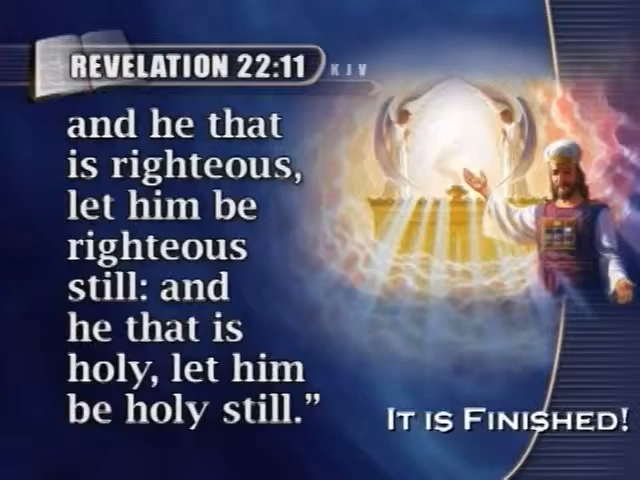 REVELATION 22:11 KJV
and he that
is righteous,
let him be
righteous
still: and
he that is
holy, let him
be holy still.”
IT IS FINISHED!